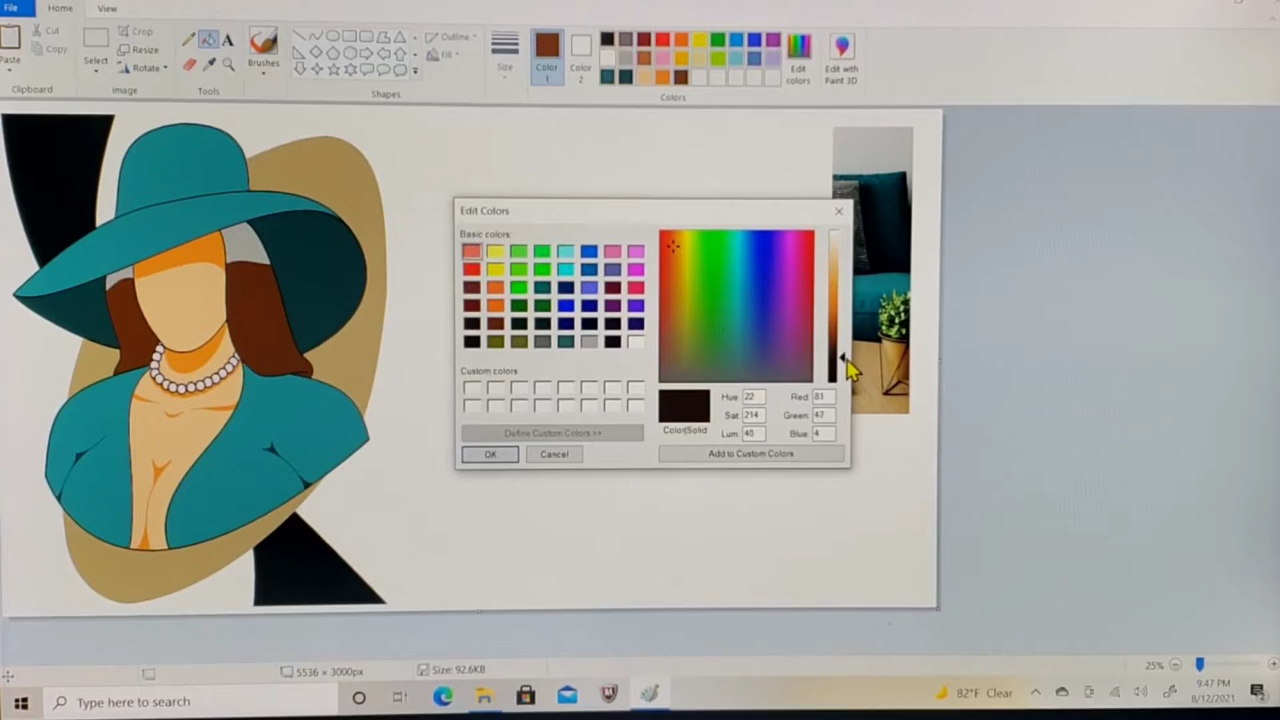 File
Home
View
Paste
Cut
Copy
Clipboard
Select
Crop
Resize
Rotate
Image
A
Tools
Brushes
Outline
Fill
Shapes
Size
Color
1
Color
2
Edit
colors
Edit with
Paint 3D
Colors
Edit Colors
Basic colors:
Custom colors:
Define Custom Colors >>
OK
Cancel
Color|Solid
Hue: 22
Sat: 214
Lum: 40
Red: 81
Green: 47
Blue: 4
Add to Custom Colors
5536 × 3000px
Size: 92.6KB
25%
Type here to search
82°F Clear
9:47 PM
8/12/2021